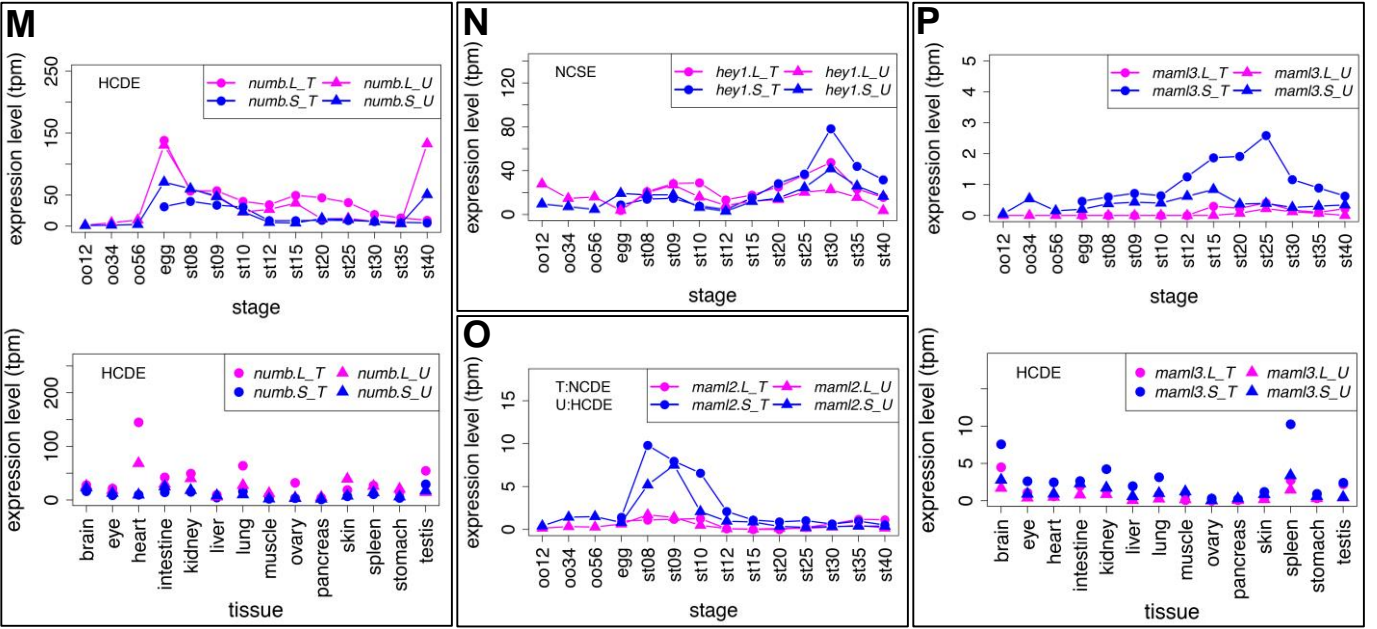 M
expression level (tpm)
250
150
50
0
HCDE
numb.L_T numb.L_U
numb.S_T numb.S_U
oo12 oo34 oo56 egg st08 st09 st10 st12 st15 st20 st25 st30 st35 st40
stage
expression level (tpm)
200
100
0
HCDE
numb.L_T numb.L_U
numb.S_T numb.S_U
brain eye heart intestine kidney liver lung muscle ovary pancreas skin spleen stomach testis
tissue
N
expression level (tpm)
120
80
40
0
NCSE
hey1.L_T hey1.L_U
hey1.S_T hey1.S_U
oo12 oo34 oo56 egg st08 st09 st10 st12 st15 st20 st25 st30 st35 st40
stage
O
expression level (tpm)
15
10
5
0
T:NCDE
U:HCDE
maml2.L_T maml2.L_U
maml2.S_T maml2.S_U
oo12 oo34 oo56 egg st08 st09 st10 st12 st15 st20 st25 st30 st35 st40
stage
P
expression level (tpm)
5
4
3
2
1
0
maml3.L_T maml3.L_U
maml3.S_T maml3.S_U
oo12 oo34 oo56 egg st08 st09 st10 st12 st15 st20 st25 st30 st35 st40
stage
expression level (tpm)
10
5
0
HCDE
maml3.L_T maml3.L_U
maml3.S_T maml3.S_U
brain eye heart intestine kidney liver lung muscle ovary pancreas skin spleen stomach testis
tissue